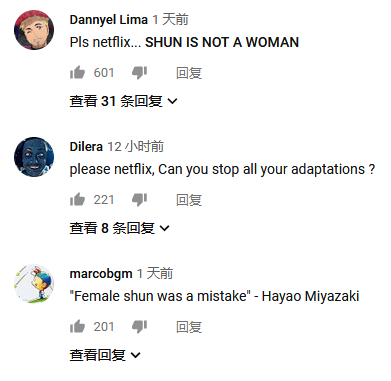 Dannyel Lima 1 天前
Pls netflix... SHUN IS NOT A WOMAN
601 回复
查看 31 条回复
Dilera 12 小时前
please netflix, Can you stop all your adaptations ?
221 回复
查看 8 条回复
marcobgm 1 天前
"Female shun was a mistake" - Hayao Miyazaki
201 回复
查看回复